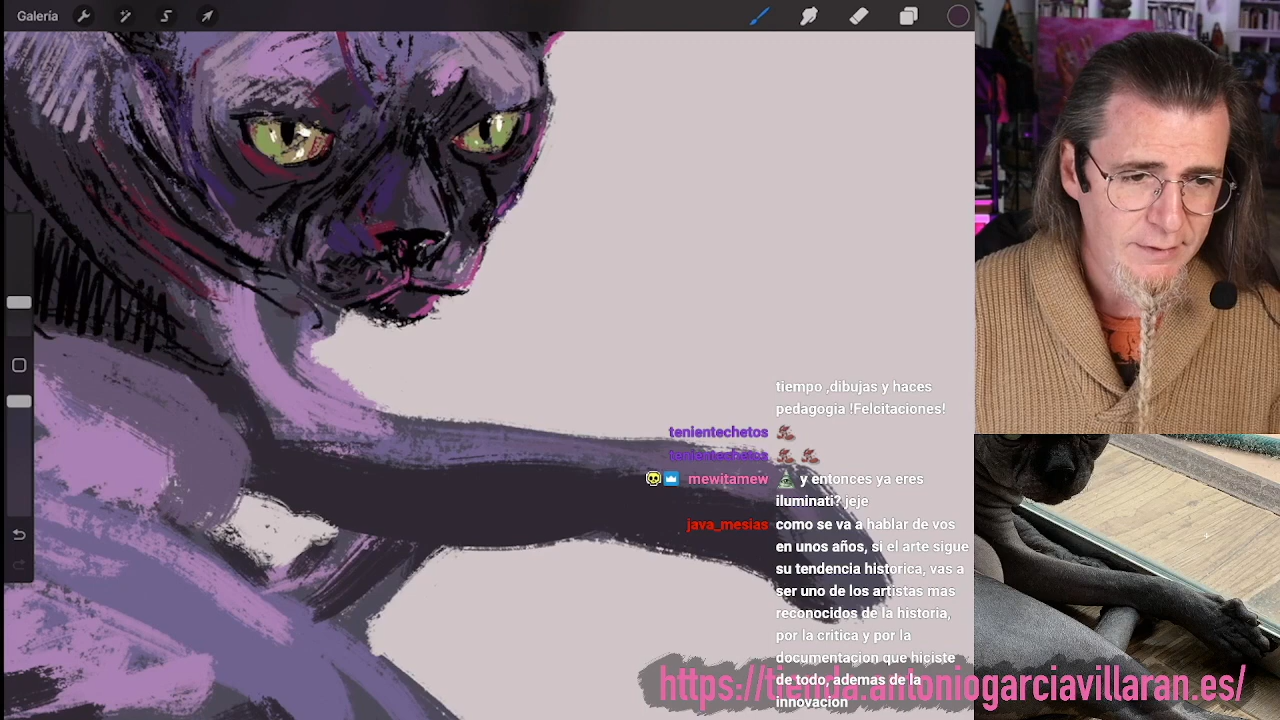 Galería
tiempo ,dibujas y haces
pedagogia !Felcitaciones!
tenientechetos
tenientechetos
mewitamew y entonces ya eres
iluminati? jeje
java_mesias como se va a hablar de vos
en unos años, si el arte sigue
su tendencia historica, vas a
ser uno de los artistas mas
reconocidos de la historia,
por la critica y por la
documentacion que hiciste
de todo, ademas de la
https://tienda.antoniogarciavillaran.es/
innovacion